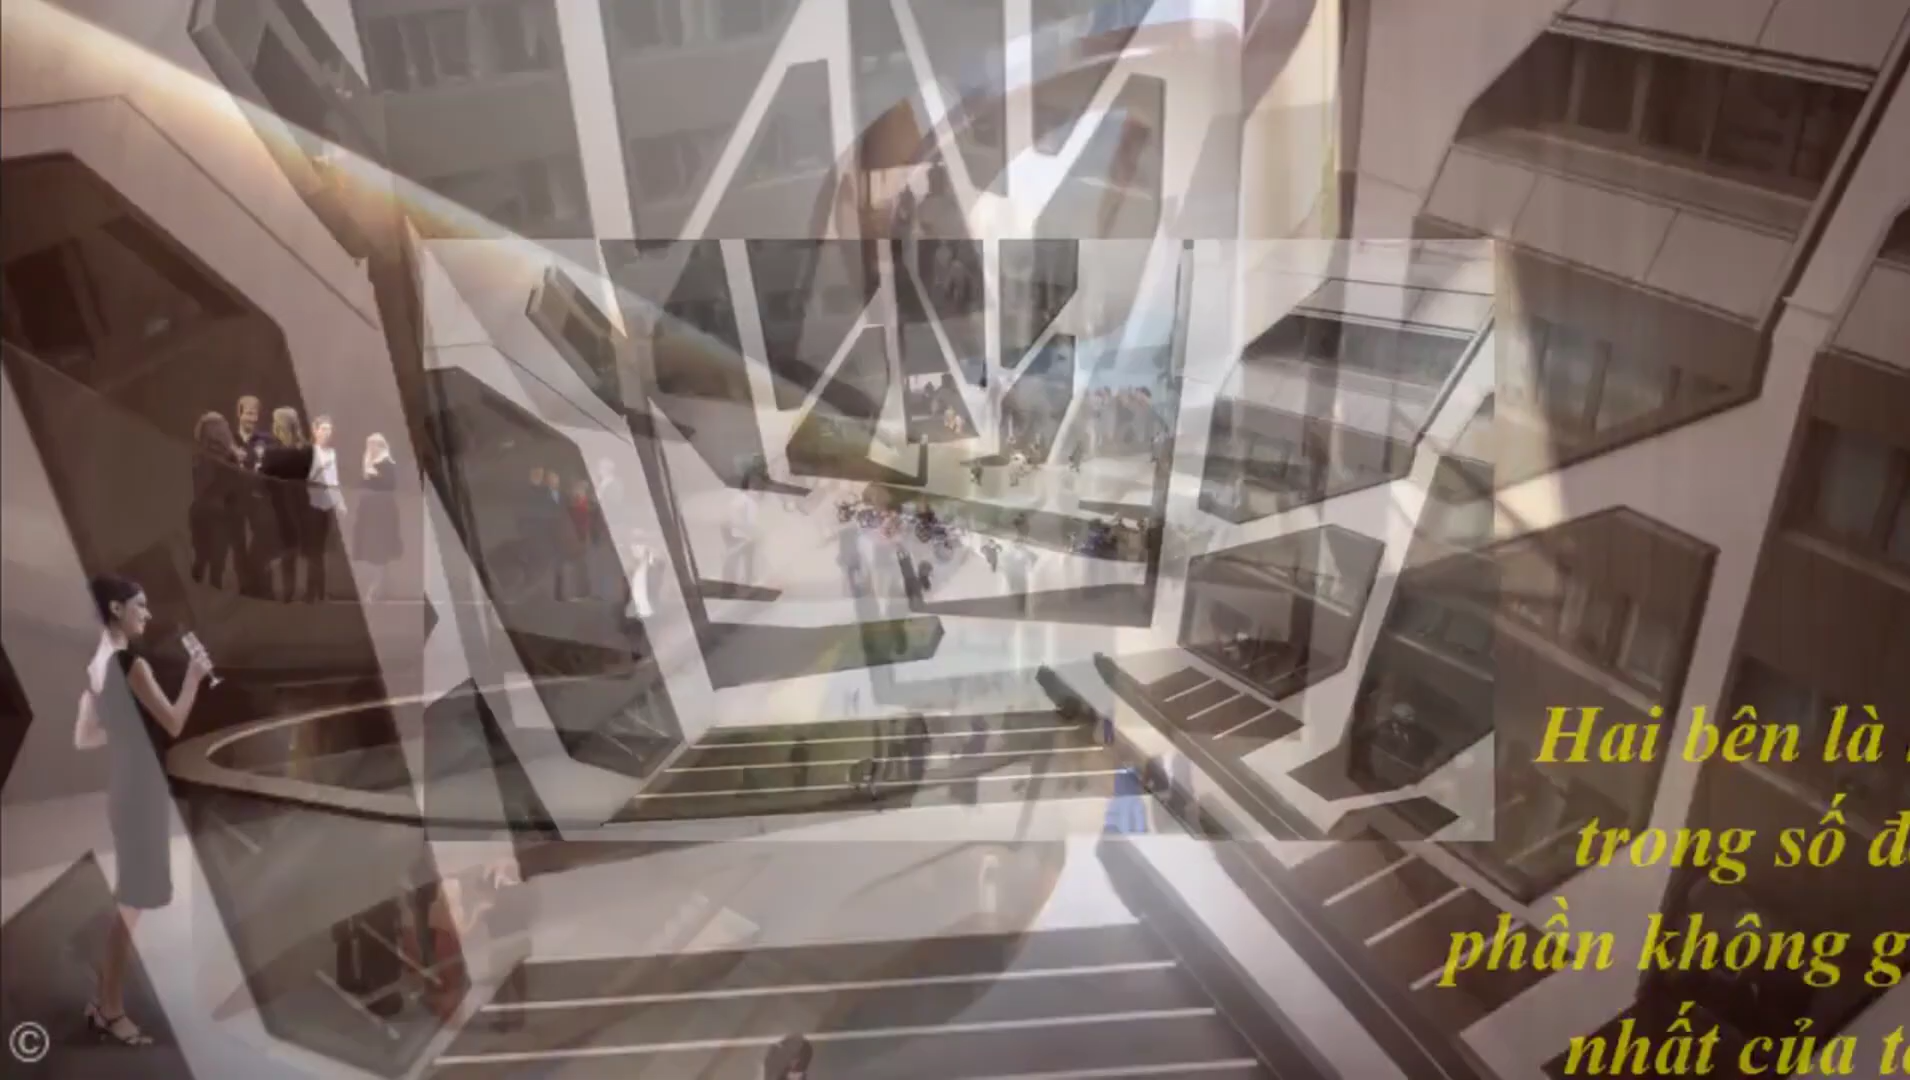 Hai bên là
trong số
phần không
nhất của
©